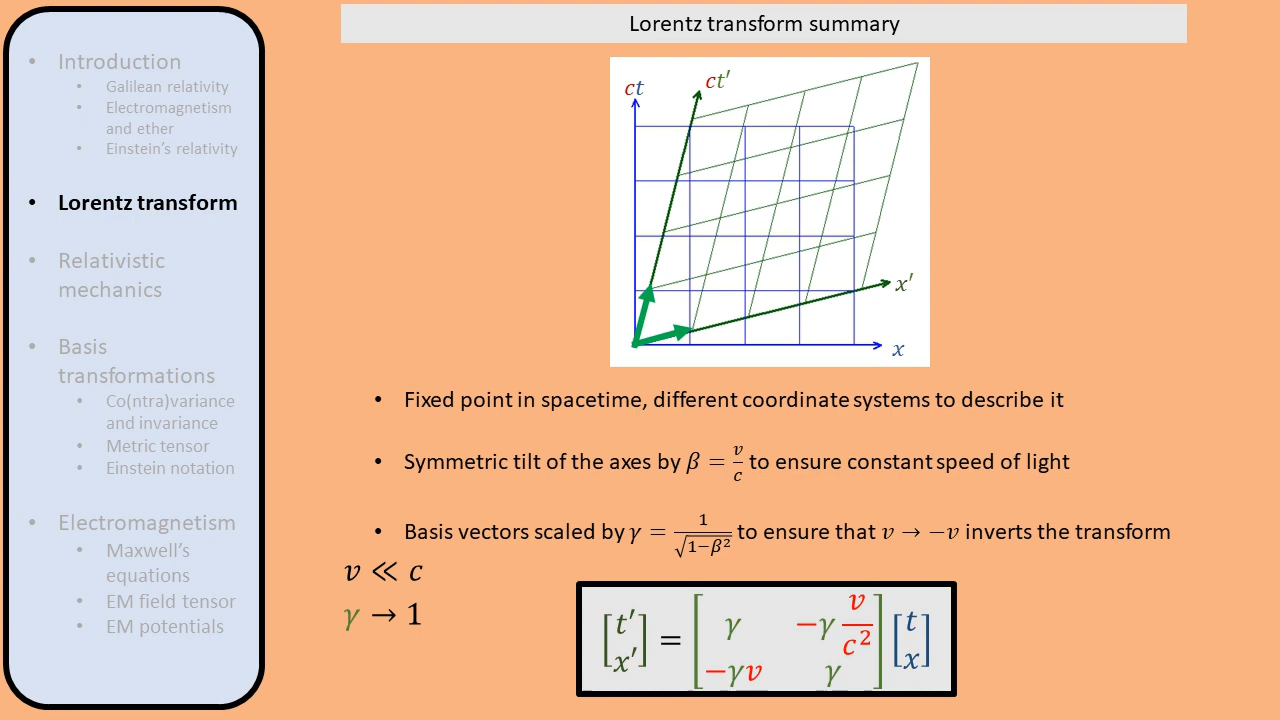 Lorentz transform summary
• Introduction
• Galilean relativity
• Electromagnetism
and ether
• Einstein's relativity
• Lorentz transform
• Relativistic
mechanics
• Basis
transformations
• Co(ntra)variance
and invariance
• Metric tensor
• Einstein notation
• Electromagnetism
• Maxwell's
equations
• EM field tensor
• EM potentials
ct
ct′
x′
x
• Fixed point in spacetime, different coordinate systems to describe it
• Symmetric tilt of the axes by β = v/c to ensure constant speed of light
• Basis vectors scaled by γ = 1/√(1−β²) to ensure that v → −v inverts the transform
v ≪ c
γ → 1
[t′ x′] = [γ −γ v/c² −γv γ] [t x]